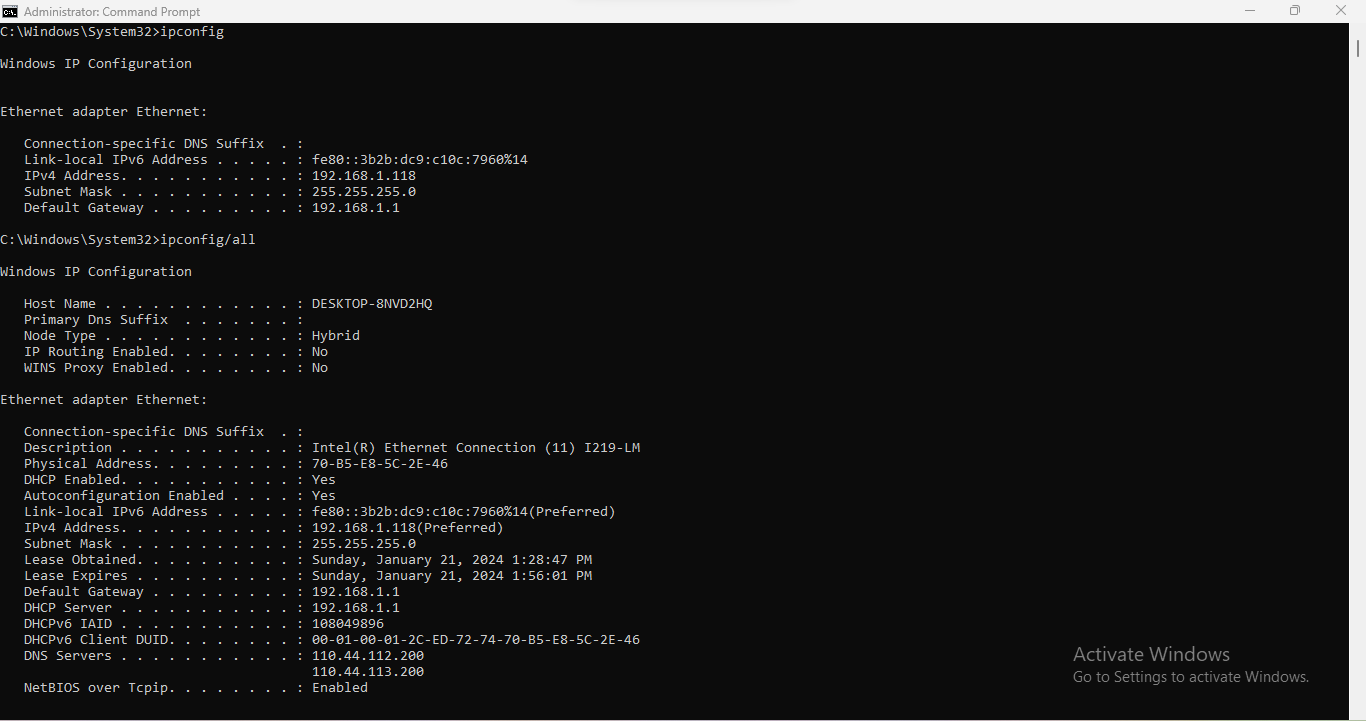 Administrator: Command Prompt
C:\Windows\System32>ipconfig
Windows IP Configuration
Ethernet adapter Ethernet:
   Connection-specific DNS Suffix  . :
   Link-local IPv6 Address . . . . . : fe80::3b2b:dc9:c10c:7960%14
   IPv4 Address. . . . . . . . . . . : 192.168.1.118
   Subnet Mask . . . . . . . . . . . : 255.255.255.0
   Default Gateway . . . . . . . . . : 192.168.1.1
C:\Windows\System32>ipconfig/all
Windows IP Configuration
   Host Name . . . . . . . . . . . . : DESKTOP-8NVD2HQ
   Primary Dns Suffix  . . . . . . . :
   Node Type . . . . . . . . . . . . : Hybrid
   IP Routing Enabled. . . . . . . . : No
   WINS Proxy Enabled. . . . . . . . : No
Ethernet adapter Ethernet:
   Connection-specific DNS Suffix  . :
   Description . . . . . . . . . . . : Intel(R) Ethernet Connection (11) I219-LM
   Physical Address. . . . . . . . . : 70-B5-E8-5C-2E-46
   DHCP Enabled. . . . . . . . . . . : Yes
   Autoconfiguration Enabled . . . . : Yes
   Link-local IPv6 Address . . . . . : fe80::3b2b:dc9:c10c:7960%14(Preferred)
   IPv4 Address. . . . . . . . . . . : 192.168.1.118(Preferred)
   Subnet Mask . . . . . . . . . . . : 255.255.255.0
   Lease Obtained. . . . . . . . . . : Sunday, January 21, 2024 1:28:47 PM
   Lease Expires . . . . . . . . . . : Sunday, January 21, 2024 1:56:01 PM
   Default Gateway . . . . . . . . . : 192.168.1.1
   DHCP Server . . . . . . . . . . . : 192.168.1.1
   DHCPv6 IAID . . . . . . . . . . . : 108049896
   DHCPv6 Client DUID. . . . . . . . : 00-01-00-01-2C-ED-72-74-70-B5-E8-5C-2E-46
   DNS Servers . . . . . . . . . . . : 110.44.112.200
                                       110.44.113.200
   NetBIOS over Tcpip. . . . . . . . : Enabled
Activate Windows
Go to Settings to activate Windows.